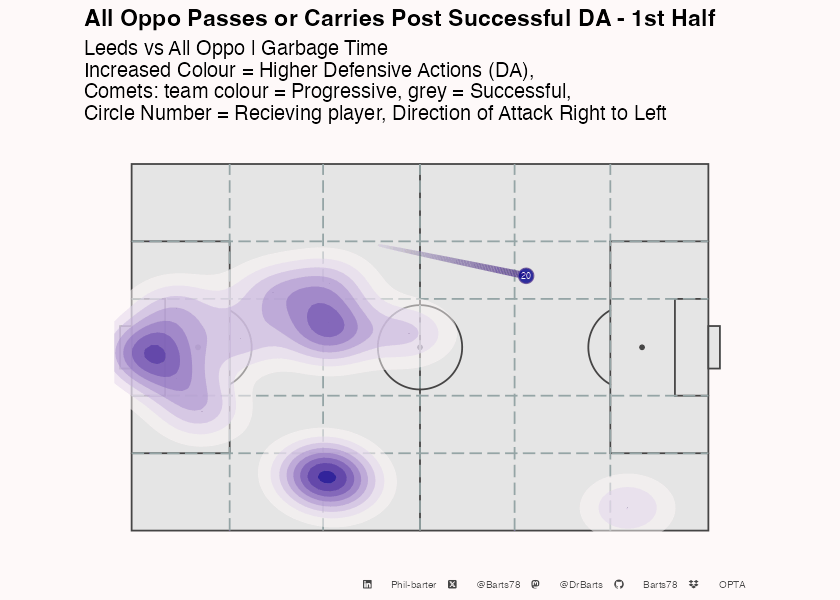 All Oppo Passes or Carries Post Successful DA - 1st Half
Leeds vs All Oppo I Garbage Time
Increased Colour = Higher Defensive Actions (DA),
Comets: team colour = Progressive, grey = Successful,
Circle Number = Recieving player, Direction of Attack Right to Left
20
Phil-barter @Barts78 @DrBarts Barts78 OPTA